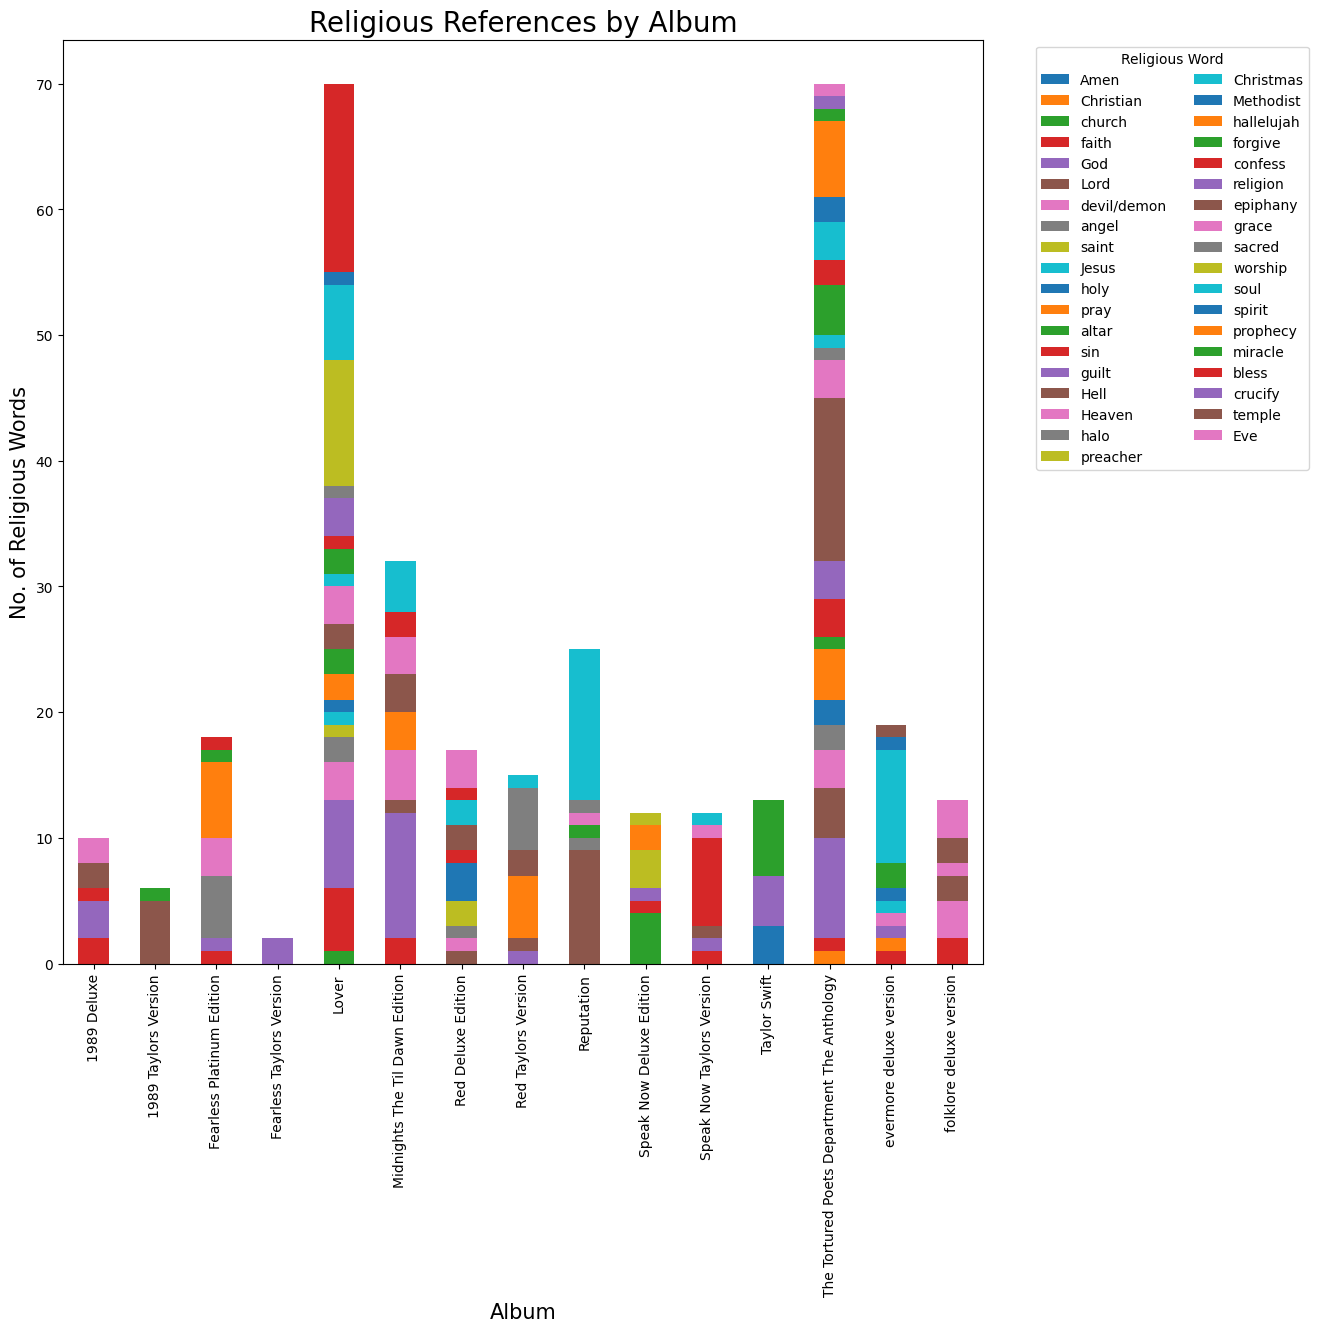 Religious References by Album
No. of Religious Words
70
60
50
40
30
20
10
0
1989 Deluxe
1989 Taylors Version
Fearless Platinum Edition
Fearless Taylors Version
Lover
Midnights The Til Dawn Edition
Red Deluxe Edition
Red Taylors Version
Reputation
Speak Now Deluxe Edition
Speak Now Taylors Version
Taylor Swift
The Tortured Poets Department The Anthology
evermore deluxe version
folklore deluxe version
Album
Religious Word
Amen
Christian
church
faith
God
Lord
devil/demon
angel
saint
Jesus
holy
pray
altar
sin
guilt
Hell
Heaven
halo
preacher
Christmas
Methodist
hallelujah
forgive
confess
religion
epiphany
grace
sacred
worship
soul
spirit
prophecy
miracle
bless
crucify
temple
Eve